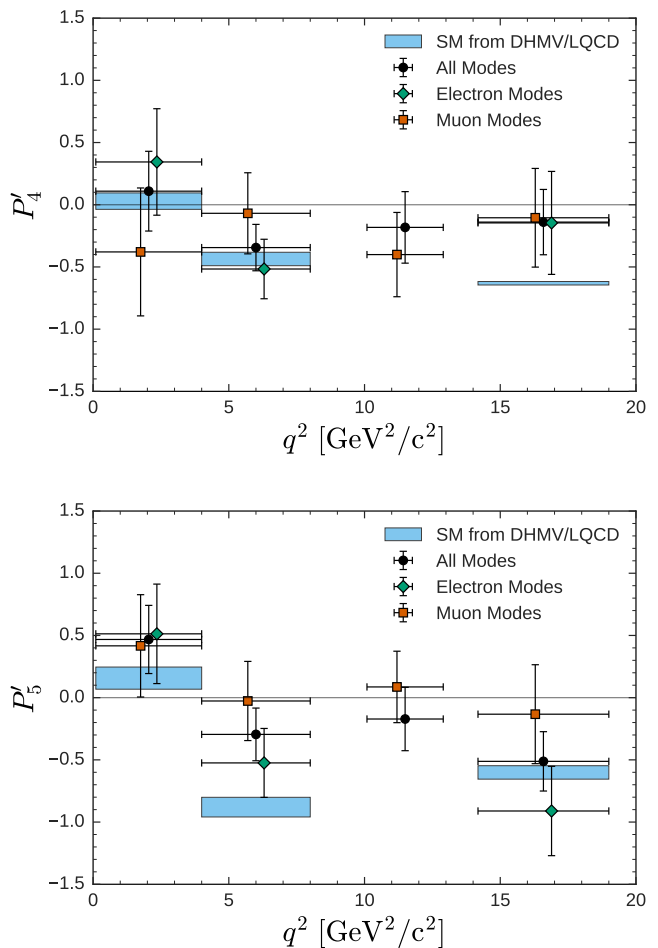 1.5
1.0
0.5
0.0
−0.5
−1.0
−1.5
P′4
SM from DHMV/LQCD
All Modes
Electron Modes
Muon Modes
0 5 10 15 20
q² [GeV²/c²]
1.5
1.0
0.5
0.0
−0.5
−1.0
−1.5
P′5
SM from DHMV/LQCD
All Modes
Electron Modes
Muon Modes
0 5 10 15 20
q² [GeV²/c²]